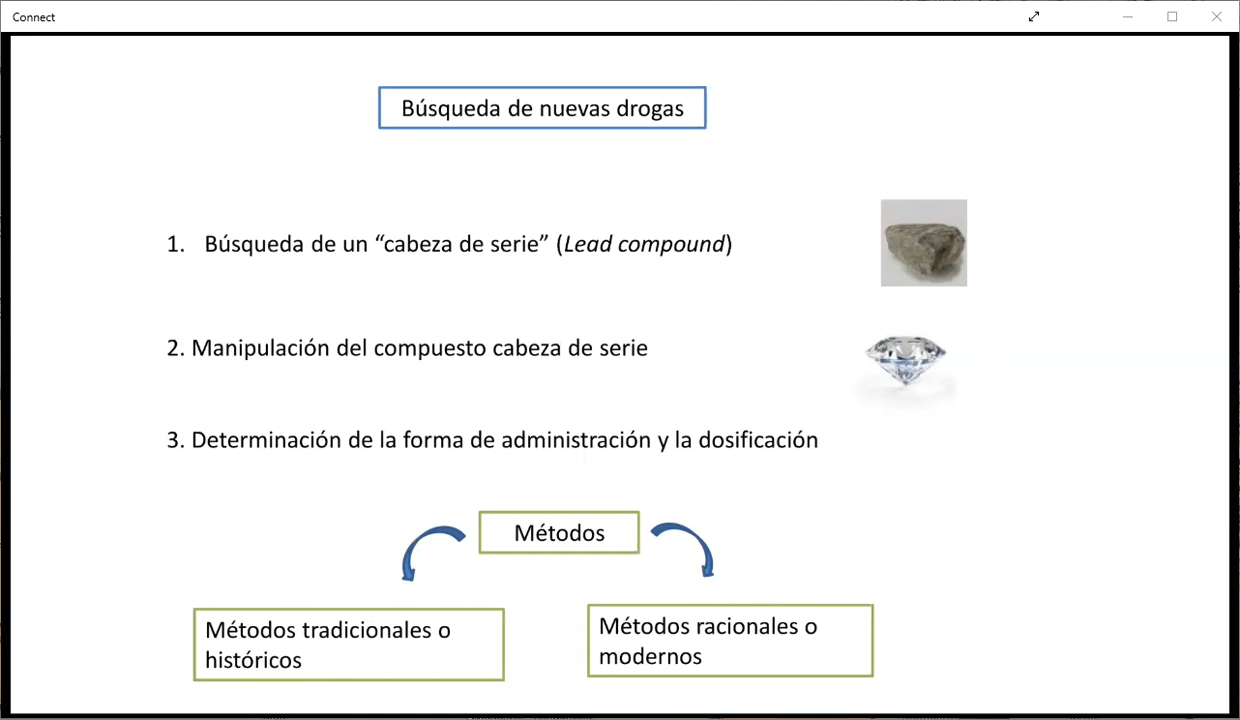 Connect
Búsqueda de nuevas drogas
1. Búsqueda de un “cabeza de serie” (Lead compound)
2. Manipulación del compuesto cabeza de serie
3. Determinación de la forma de administración y la dosificación
Métodos
Métodos tradicionales o
históricos
Métodos racionales o
modernos